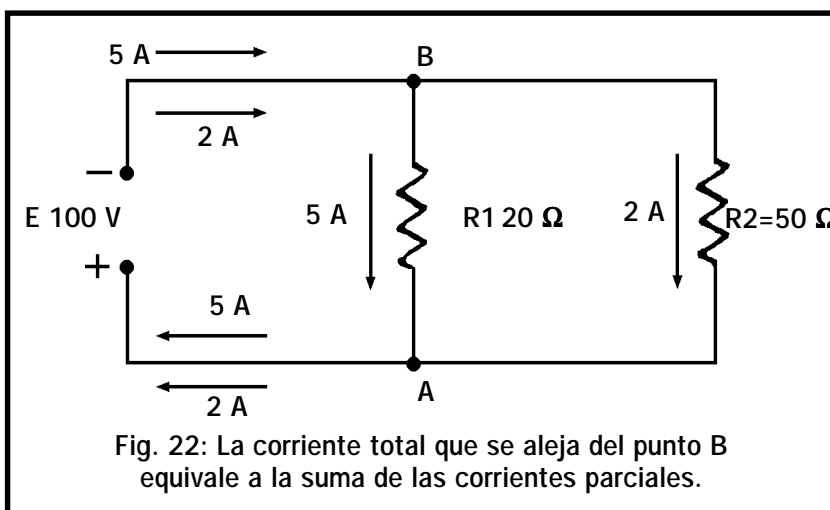 5 A
B
2 A
−
E 100 V
5 A
R1 20 Ω
2 A
R2=50 Ω
+
5 A
2 A
A
Fig. 22: La corriente total que se aleja del punto B
equivale a la suma de las corrientes parciales.